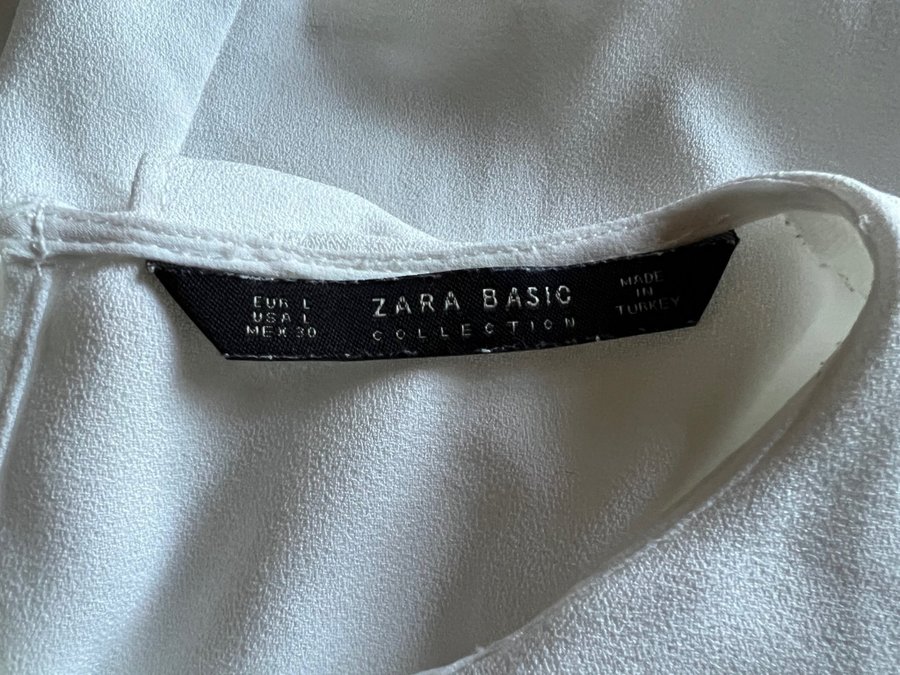 EUR L
USA L
MEX 30
ZARA BASIC
COLLECTION
MADE
IN
TURKEY